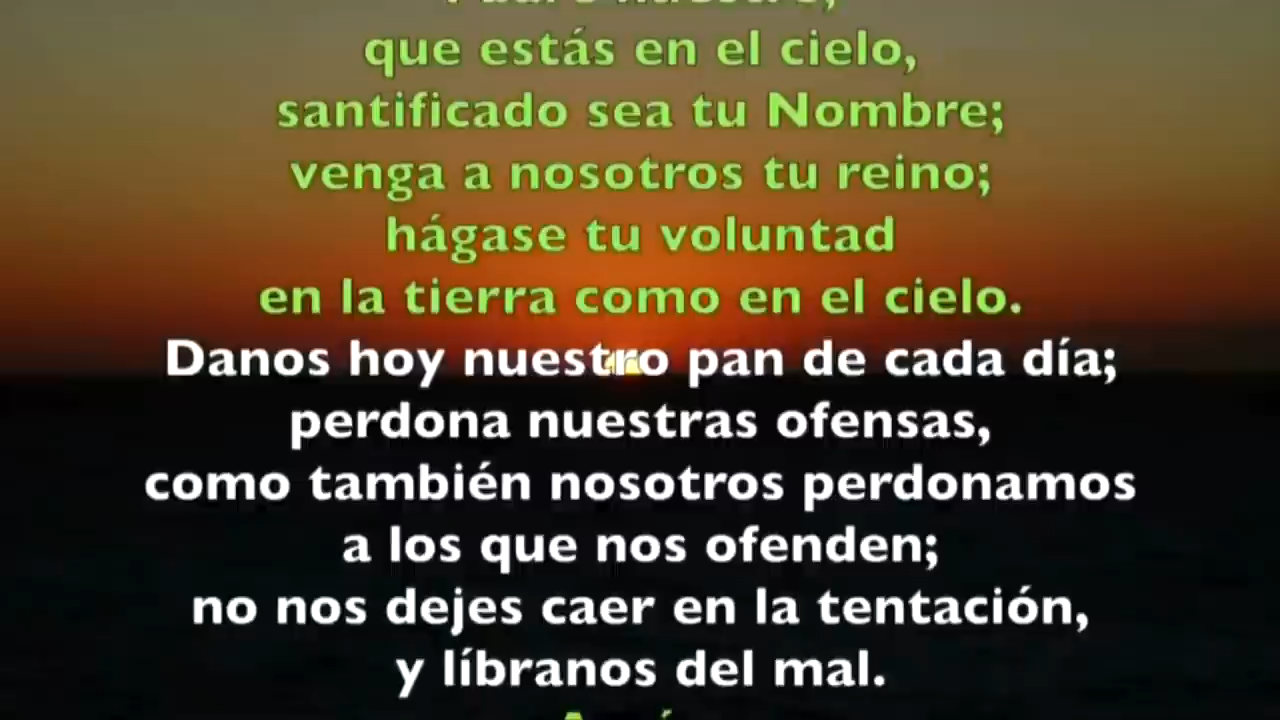 que estás en el cielo,
santificado sea tu Nombre;
venga a nosotros tu reino;
hágase tu voluntad
en la tierra como en el cielo.
Danos hoy nuestro pan de cada día;
perdona nuestras ofensas,
como también nosotros perdonamos
a los que nos ofenden;
no nos dejes caer en la tentación,
y líbranos del mal.